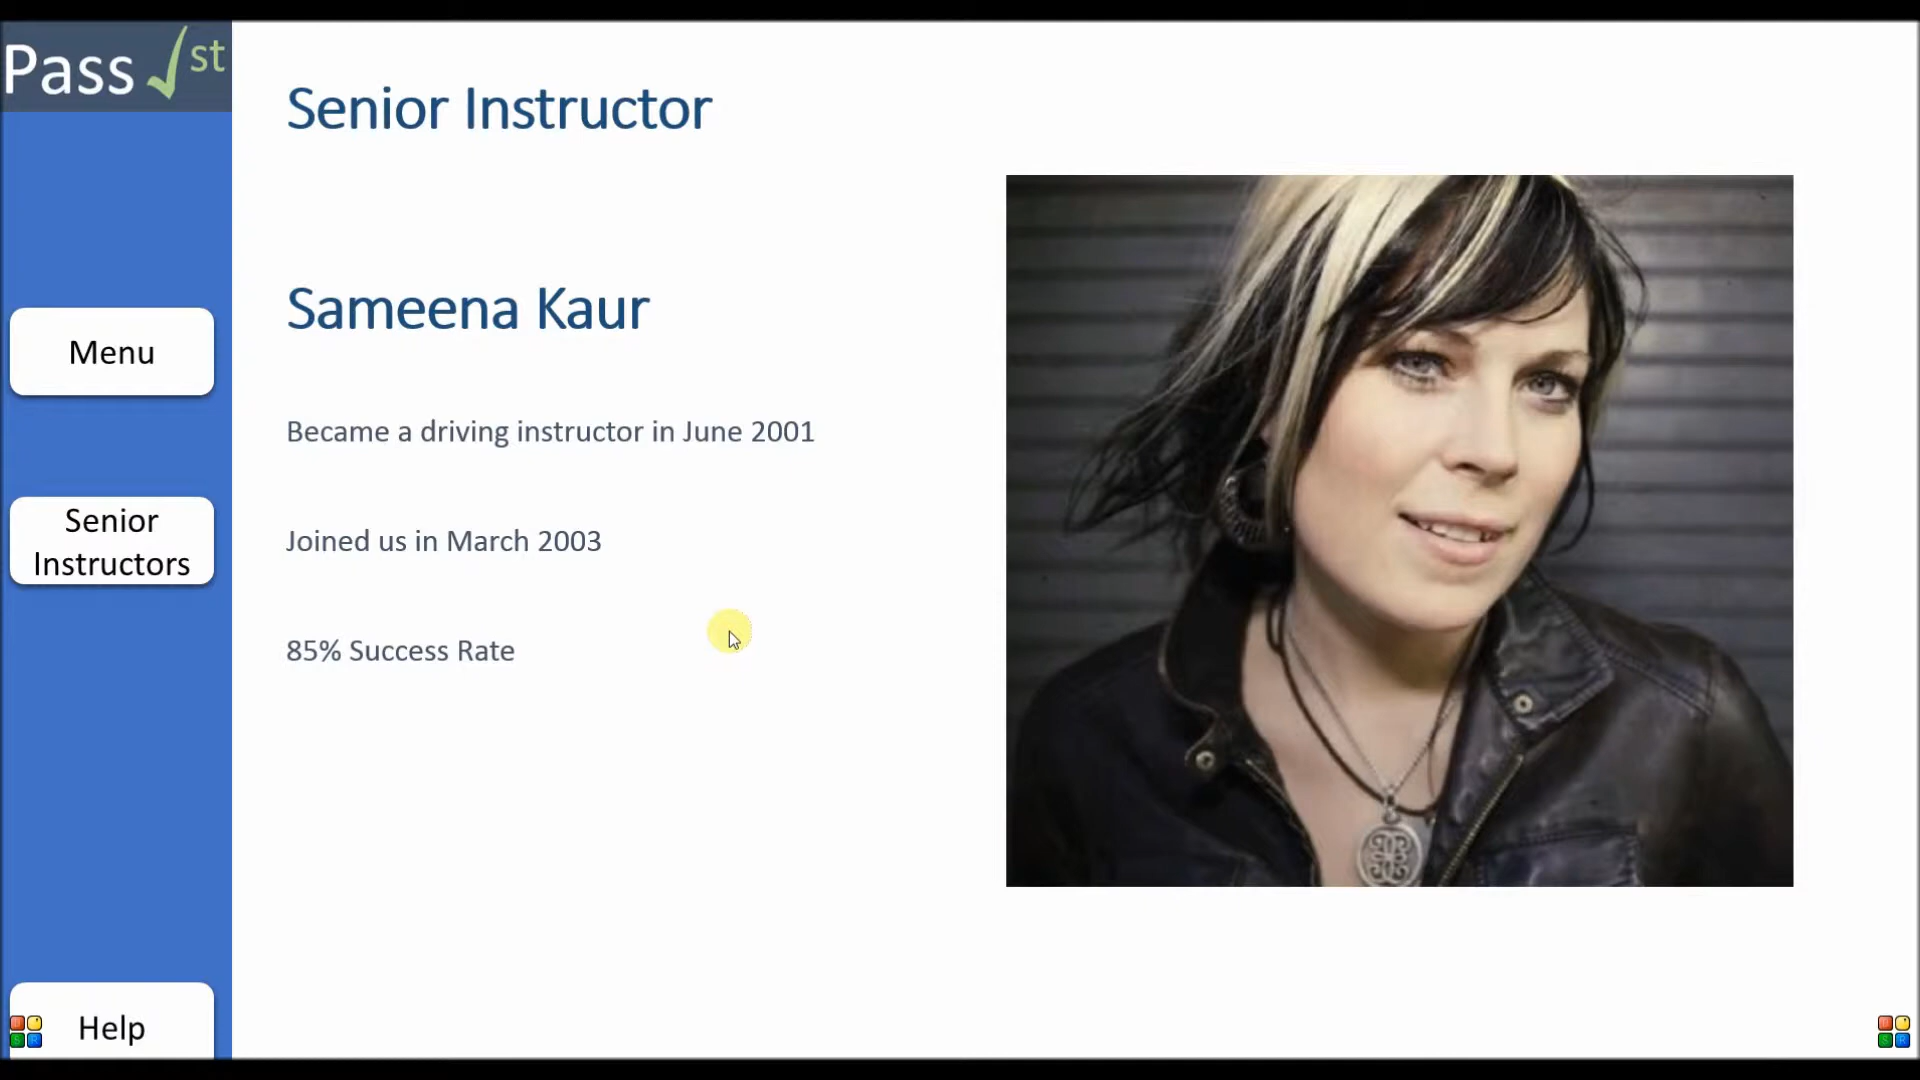 Pass ✓st
Senior Instructor
Sameena Kaur
Menu
Became a driving instructor in June 2001
Senior
Instructors
Joined us in March 2003
85% Success Rate
Help